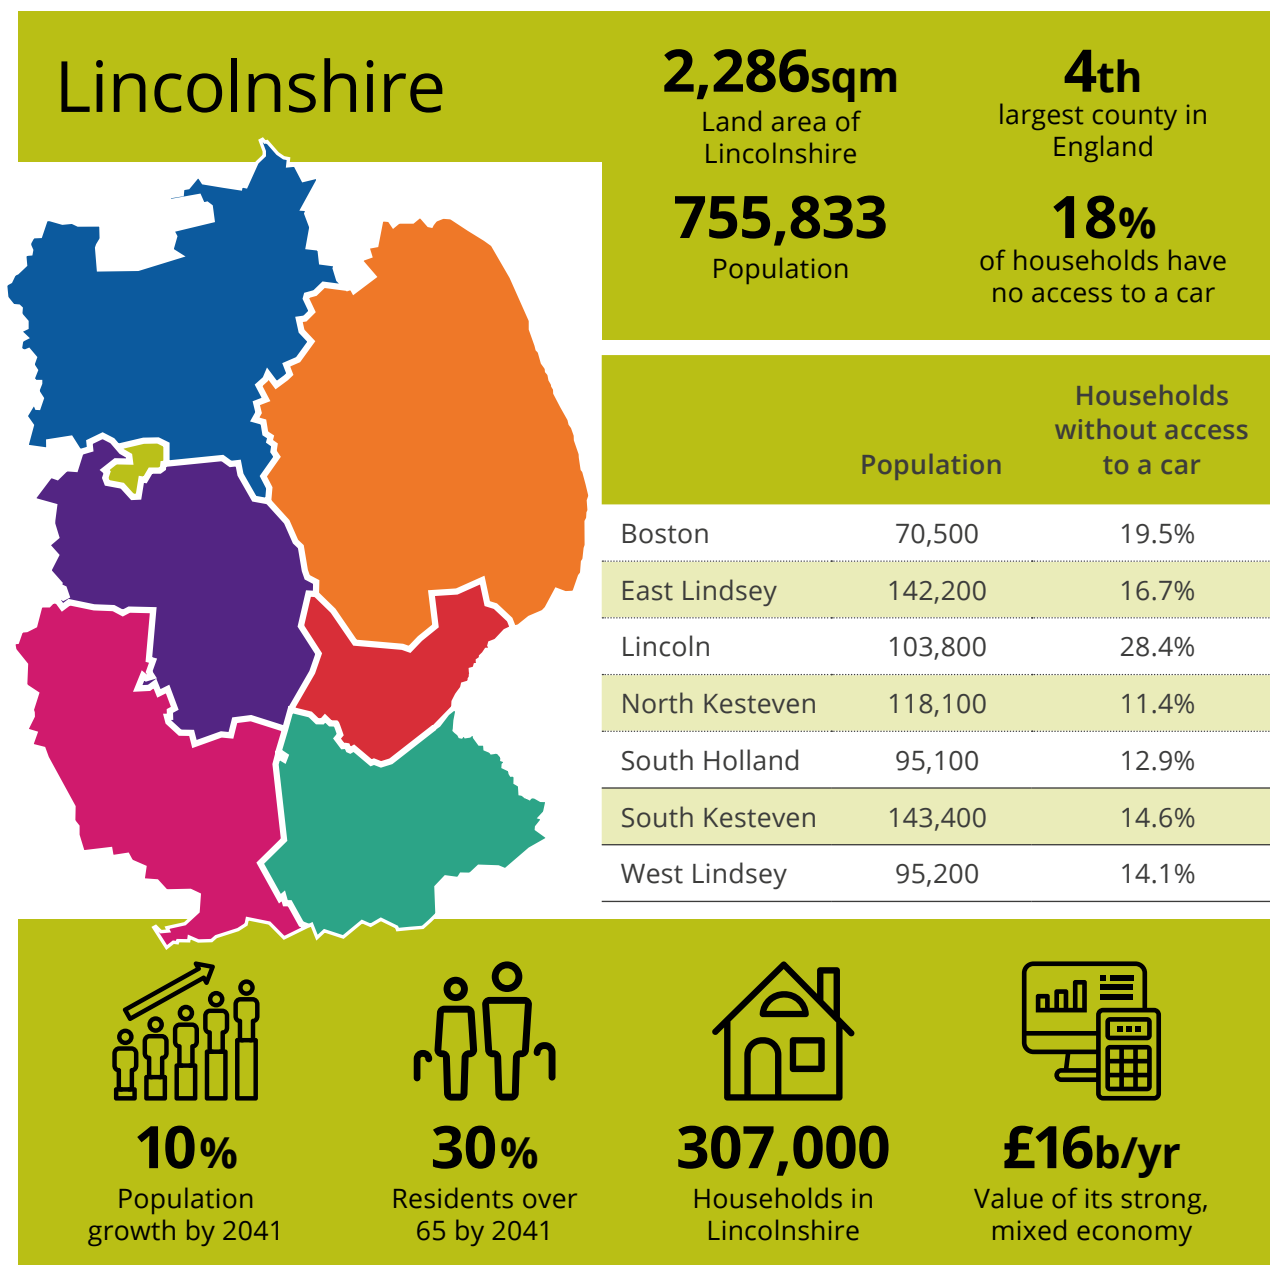 Lincolnshire
2,286sqm
Land area of
Lincolnshire
4th
largest county in
England
755,833
Population
18%
of households have
no access to a car
Population
Households
without access
to a car
Boston 70,500 19.5%
East Lindsey 142,200 16.7%
Lincoln 103,800 28.4%
North Kesteven 118,100 11.4%
South Holland 95,100 12.9%
South Kesteven 143,400 14.6%
West Lindsey 95,200 14.1%
10%
Population
growth by 2041
30%
Residents over
65 by 2041
307,000
Households in
Lincolnshire
£16b/yr
Value of its strong,
mixed economy